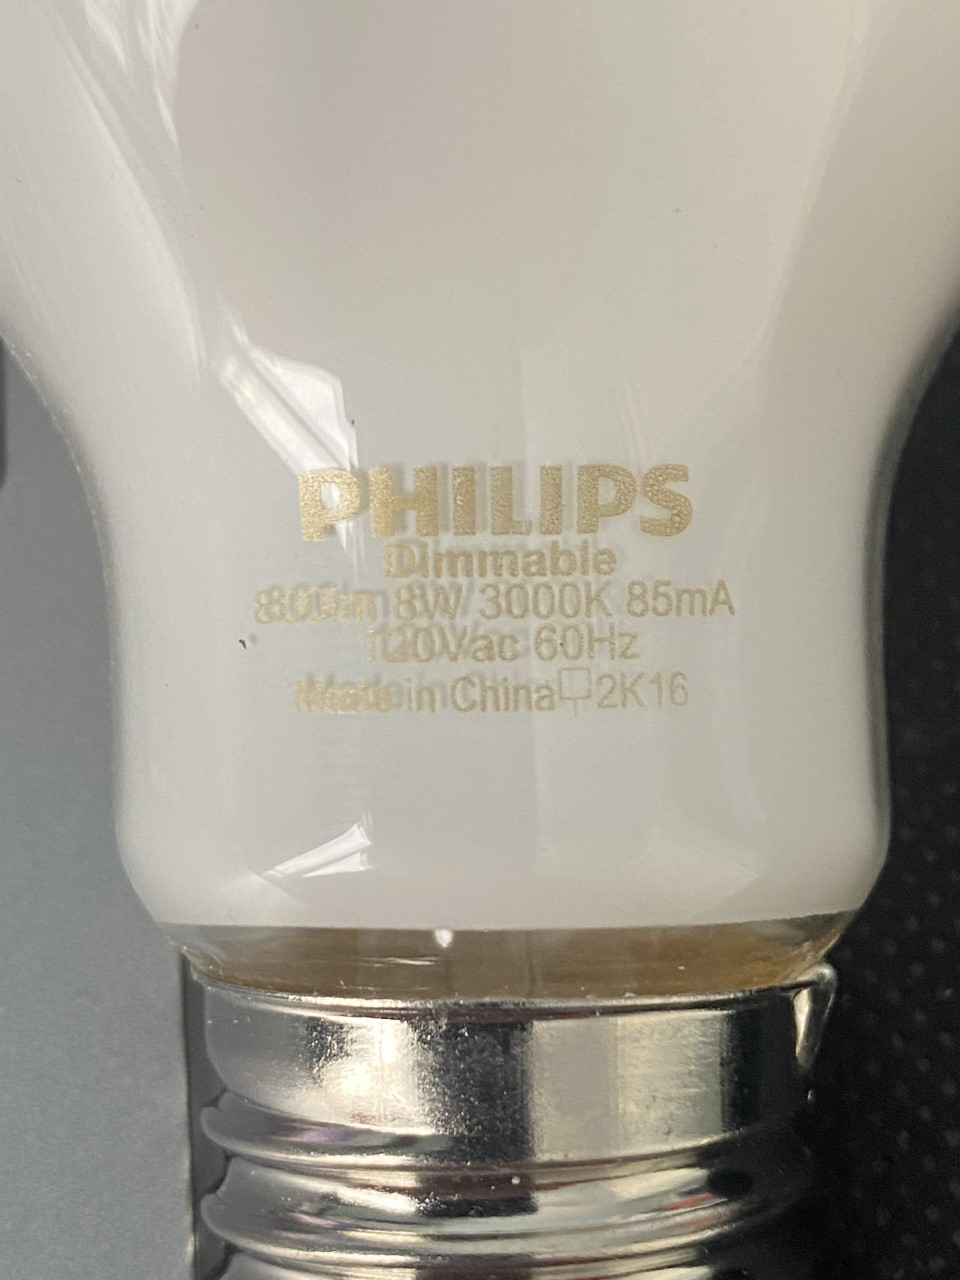 PHILIPS
Dimmable
800lm 8W 3000K 85mA
120Vac 60Hz
Made in China 2K16